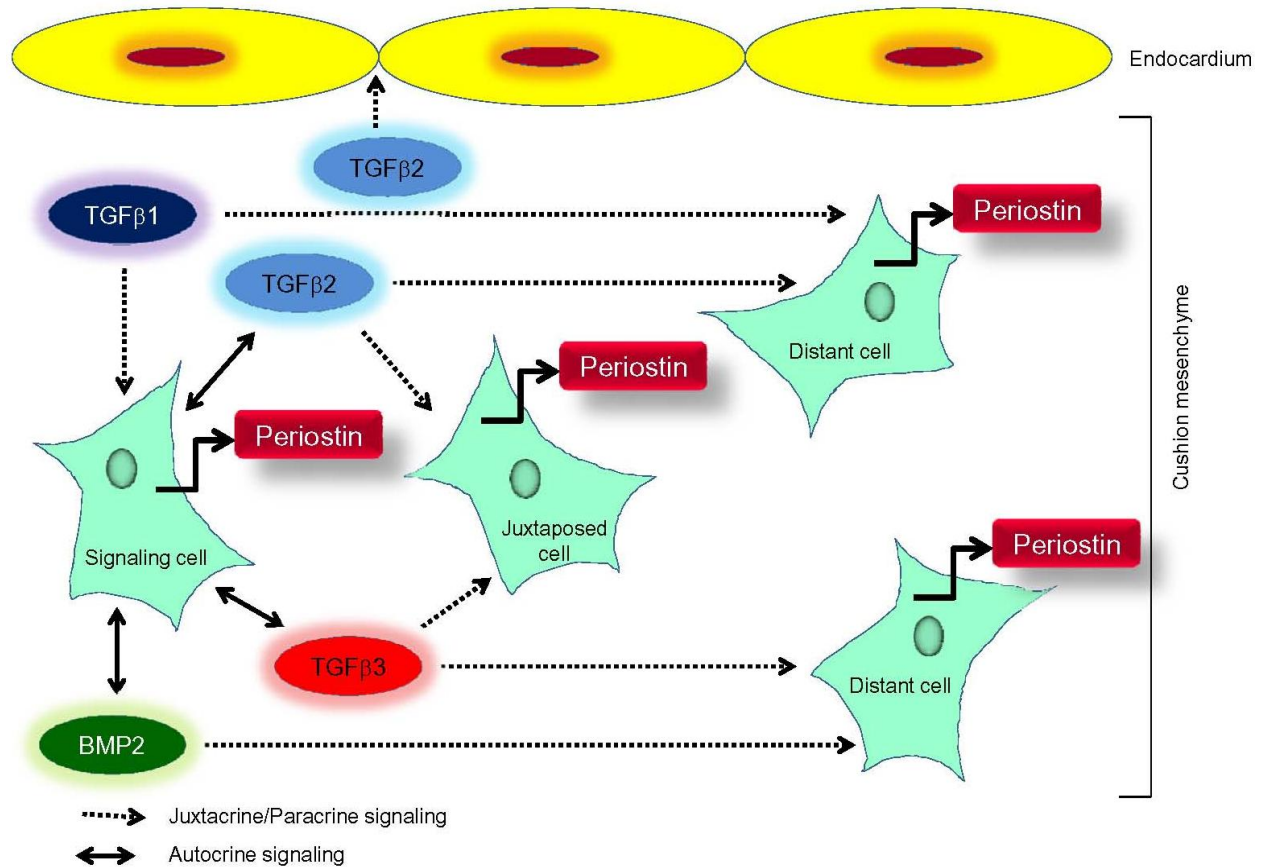 Endocardium
TGFβ2
TGFβ1
Periostin
TGFβ2
Distant cell
Periostin
Periostin
Signaling cell
Juxtaposed
cell
Periostin
TGFβ3
Distant cell
BMP2
Cushion mesenchyme
Juxtacrine/Paracrine signaling
Autocrine signaling